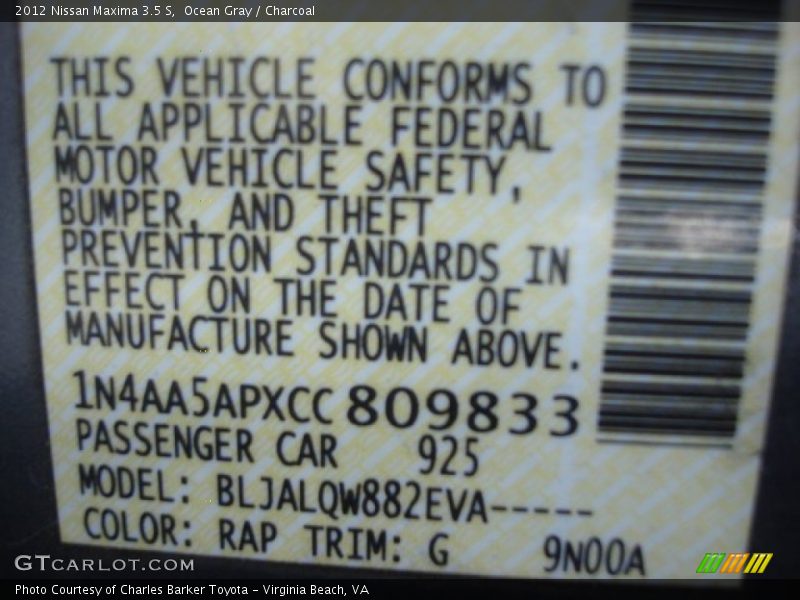 2012 Nissan Maxima 3.5 S,  Ocean Gray / Charcoal
THIS VEHICLE CONFORMS TO
ALL APPLICABLE FEDERAL
MOTOR VEHICLE SAFETY,
BUMPER, AND THEFT
PREVENTION STANDARDS IN
EFFECT ON THE DATE OF
MANUFACTURE SHOWN ABOVE.
1N4AA5APXCC809833
PASSENGER CAR 925
MODEL: BLJALQW882EVA-----
COLOR: RAP TRIM: G 9N00A
GTCARLOT.COM
Photo Courtesy of Charles Barker Toyota - Virginia Beach, VA